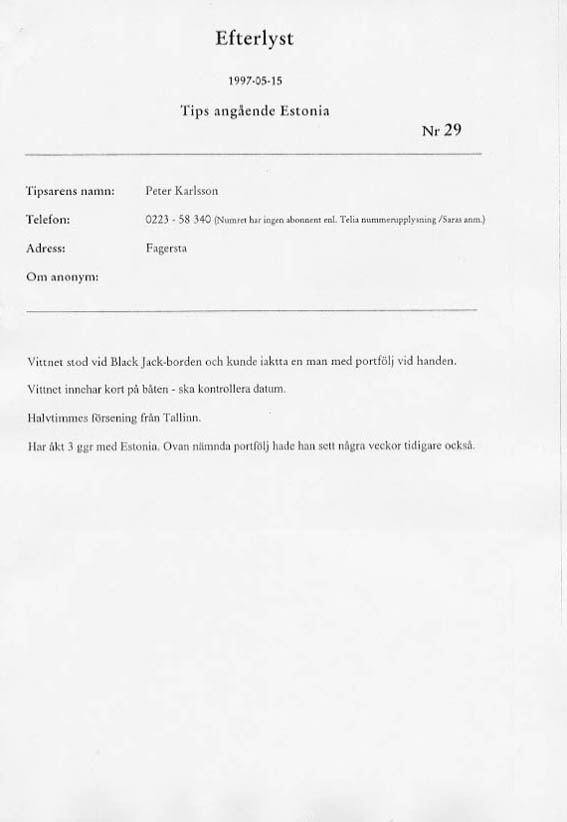 Efterlyst
1997-05-15
Tips angående Estonia
Nr 29
Tipsarens namn: Peter Karlsson
Telefon: 0223 - 58 340 (Numret har ingen abonnent enl. Telia nummerupplysning /Saras anm.)
Adress: Fagersta
Om anonym:
Vittnet stod vid Black Jack-borden och kunde iaktta en man med portfölj vid handen.
Vittnet innehar kort på båten - ska kontrollera datum.
Halvtimmes försening från Tallinn.
Har åkt 3 ggr med Estonia. Ovan nämnda portfölj hade han sett några veckor tidigare också.